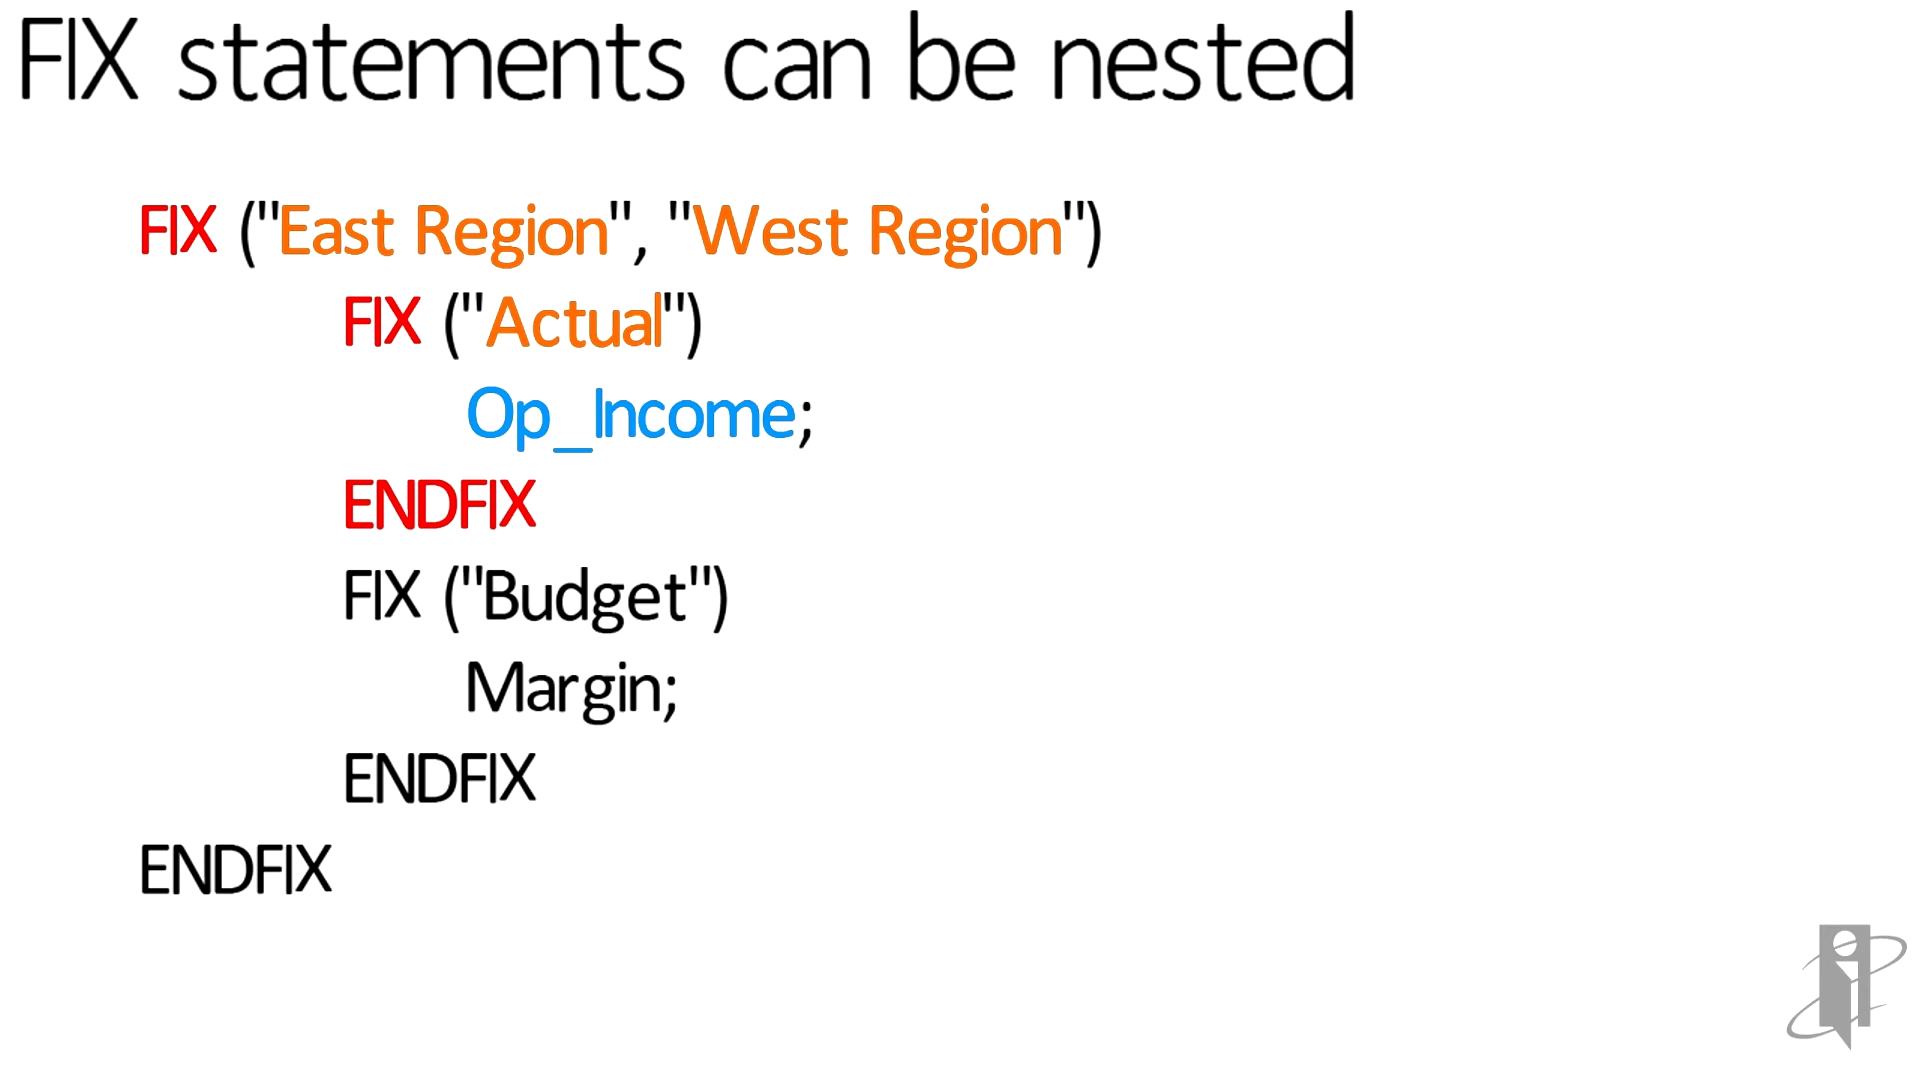 FIX statements can be nested
FIX ("East Region", "West Region")
FIX ("Actual")
Op_Income;
ENDFIX
FIX ("Budget")
Margin;
ENDFIX
ENDFIX